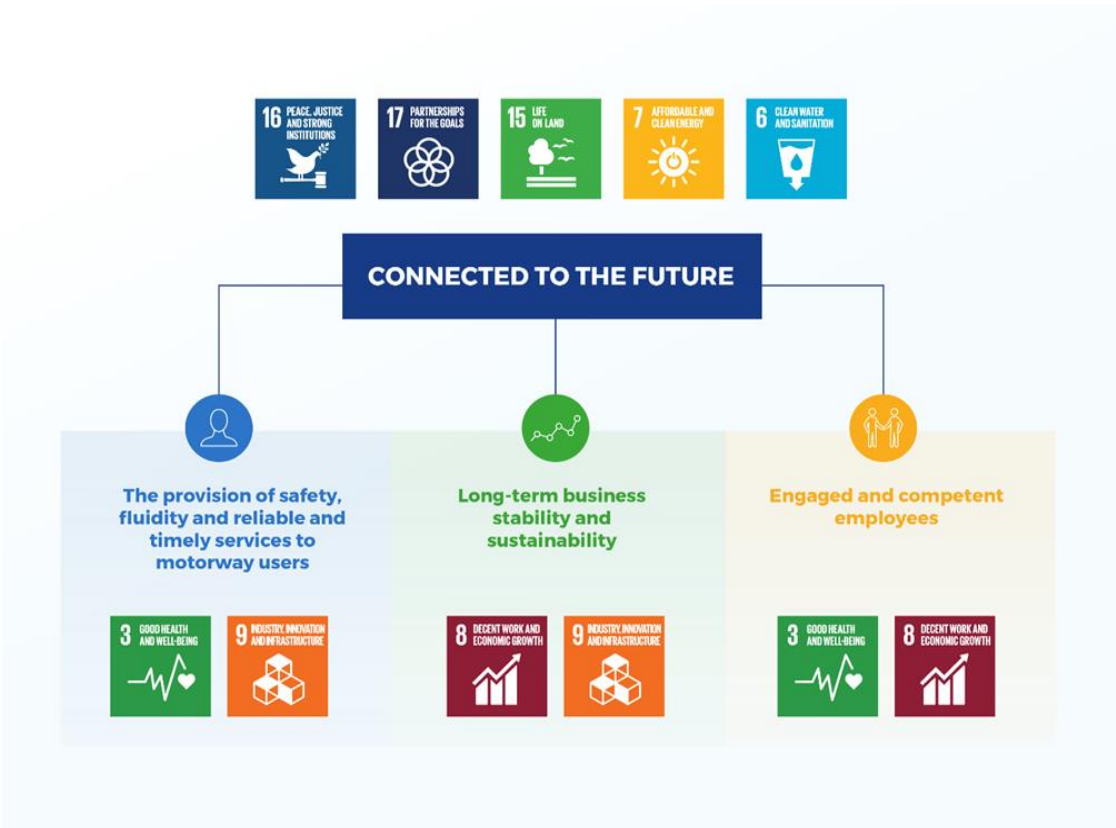 16 PEACE, JUSTICE
AND STRONG
INSTITUTIONS
17 PARTNERSHIPS
FOR THE GOALS
15 LIFE
ON LAND
7 AFFORDABLE AND
CLEAN ENERGY
6 CLEAN WATER
AND SANITATION
CONNECTED TO THE FUTURE
The provision of safety,
fluidity and reliable and
timely services to
motorway users
3 GOOD HEALTH
AND WELL-BEING
9 INDUSTRY, INNOVATION
AND INFRASTRUCTURE
Long-term business
stability and
sustainability
8 DECENT WORK AND
ECONOMIC GROWTH
9 INDUSTRY, INNOVATION
AND INFRASTRUCTURE
Engaged and competent
employees
3 GOOD HEALTH
AND WELL-BEING
8 DECENT WORK AND
ECONOMIC GROWTH